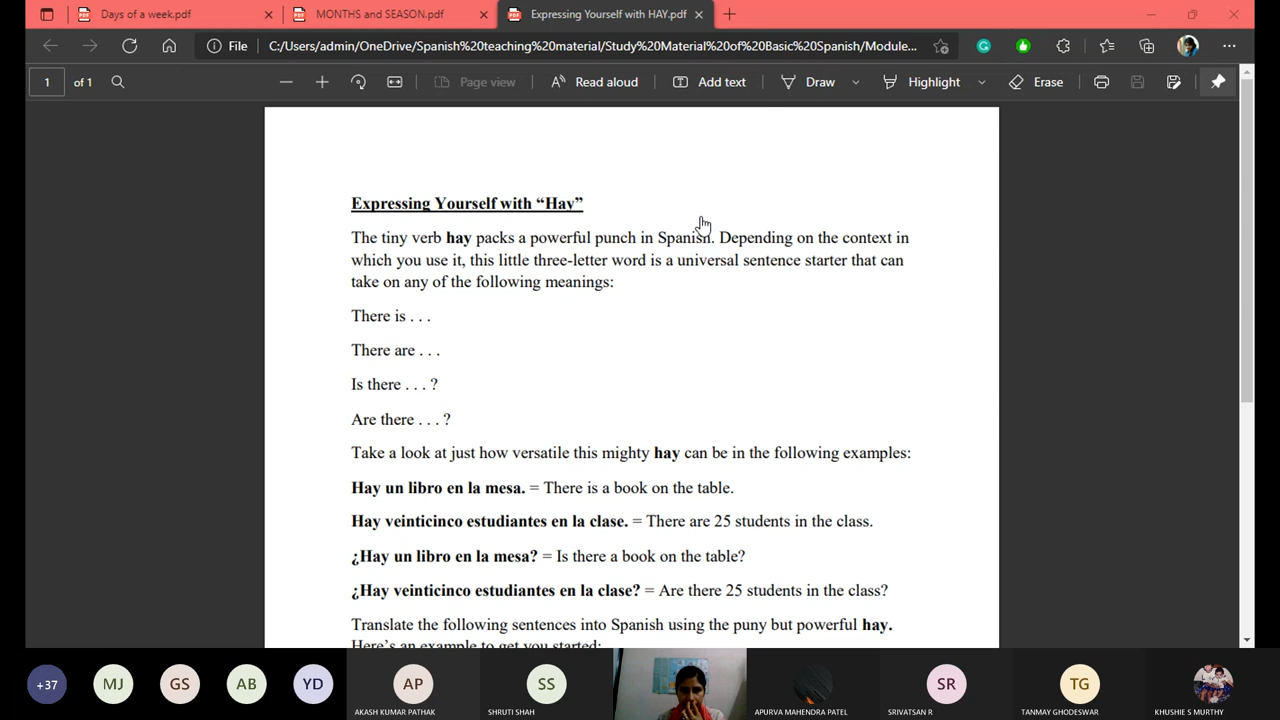 Days of a week.pdf
MONTHS and SEASON.pdf
Expressing Yourself with HAY.pdf
File
C:/Users/admin/OneDrive/Spanish%20teaching%20material/Study%20Material%20of%20Basic%20Spanish/Module...
1 of 1
Page view
Read aloud
Add text
Draw
Highlight
Erase
Expressing Yourself with “Hay”
The tiny verb hay packs a powerful punch in Spanish. Depending on the context in
which you use it, this little three-letter word is a universal sentence starter that can
take on any of the following meanings:
There is . . .
There are . . .
Is there . . . ?
Are there . . . ?
Take a look at just how versatile this mighty hay can be in the following examples:
Hay un libro en la mesa. = There is a book on the table.
Hay veinticinco estudiantes en la clase. = There are 25 students in the class.
¿Hay un libro en la mesa? = Is there a book on the table?
¿Hay veinticinco estudiantes en la clase? = Are there 25 students in the class?
Translate the following sentences into Spanish using the puny but powerful hay.
Here’s an example to get you started:
+37
MJ
GS
AB
YD
AP
AKASH KUMAR PATHAK
SS
SHRUTI SHAH
APURVA MAHENDRA PATEL
SR
SRIVATSAN R
TG
TANMAY GHODESWAR
KHUSHIE S MURTHY